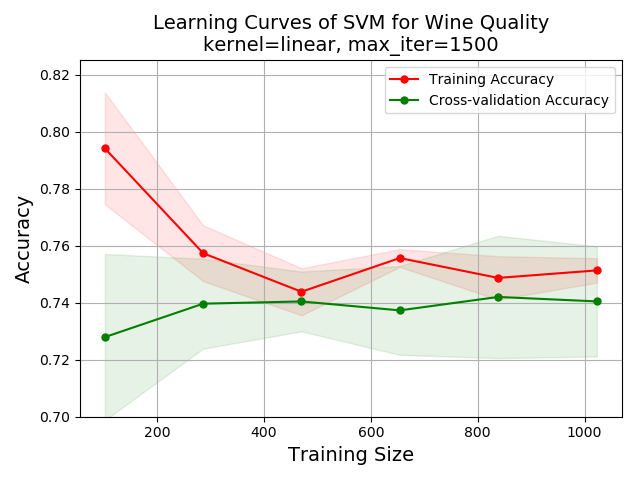 Learning Curves of SVM for Wine Quality
kernel=linear, max_iter=1500
Training Accuracy
Cross-validation Accuracy
0.82
0.80
0.78
0.76
0.74
0.72
0.70
Accuracy
200
400
600
800
1000
Training Size